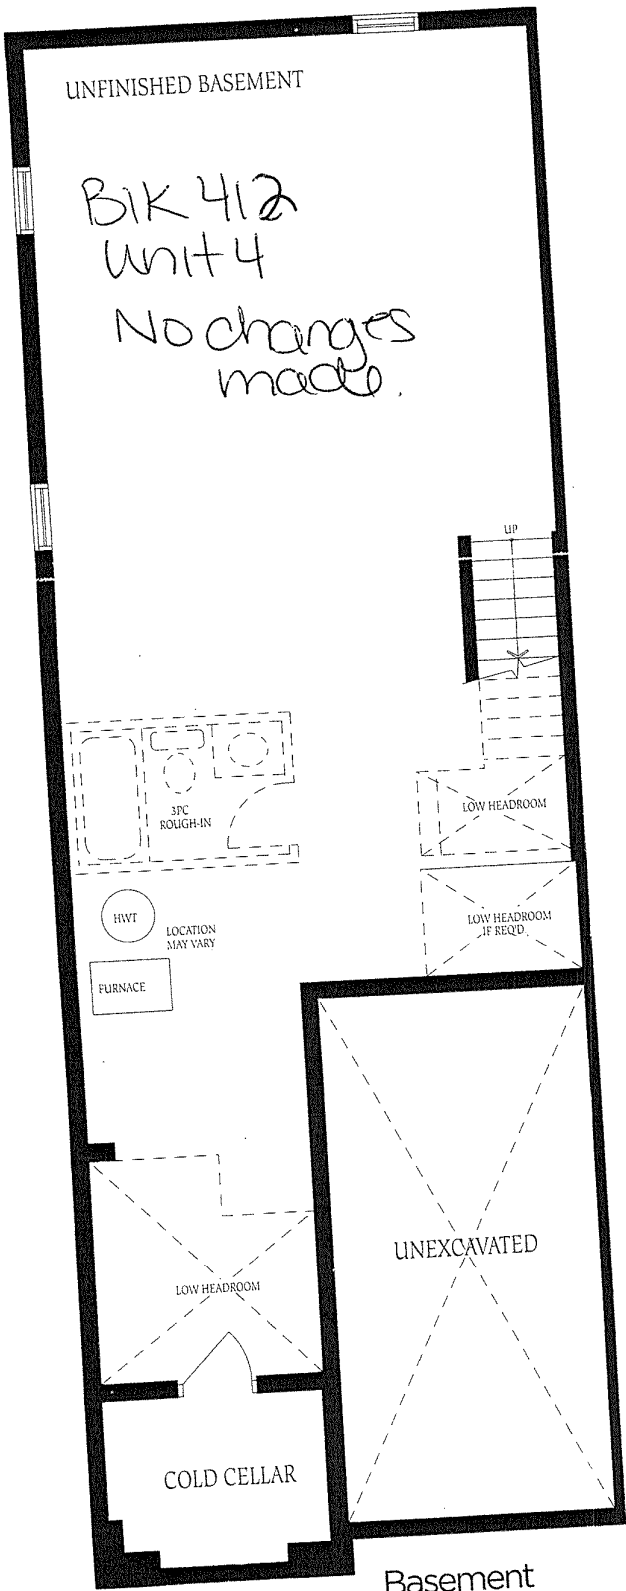 UNFINISHED BASEMENT
Blk 412
Unit 4
No changes
made.
UP
3PC
ROUGH-IN
LOW HEADROOM
HWT
LOCATION
MAY VARY
LOW HEADROOM
IF REQ'D
FURNACE
UNEXCAVATED
LOW HEADROOM
COLD CELLAR
Basement